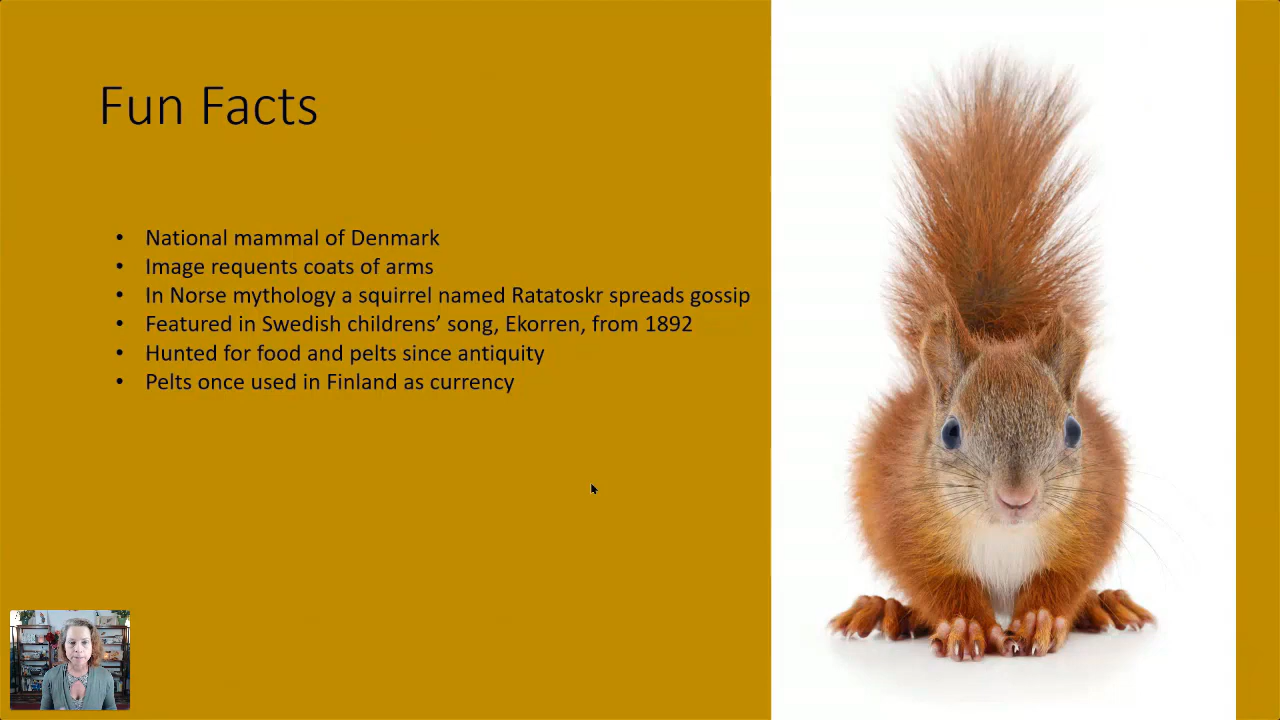 Fun Facts
• National mammal of Denmark
• Image requents coats of arms
• In Norse mythology a squirrel named Ratatoskr spreads gossip
• Featured in Swedish childrens’ song, Ekorren, from 1892
• Hunted for food and pelts since antiquity
• Pelts once used in Finland as currency